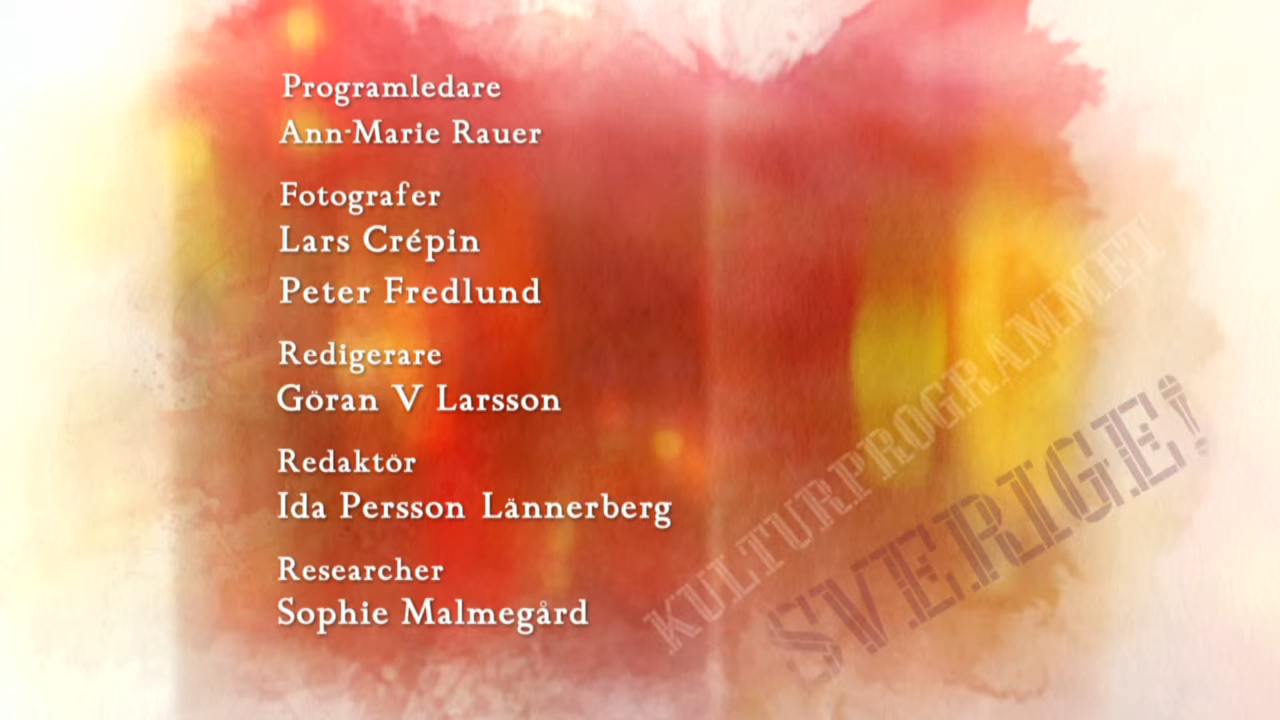 Programledare
Ann-Marie Rauer
Fotografer
Lars Crépin
Peter Fredlund
Redigerare
Göran V Larsson
Redaktör
Ida Persson Lännerberg
Researcher
Sophie Malmegård
KULTURPROGRAMMET
SVERIGE!